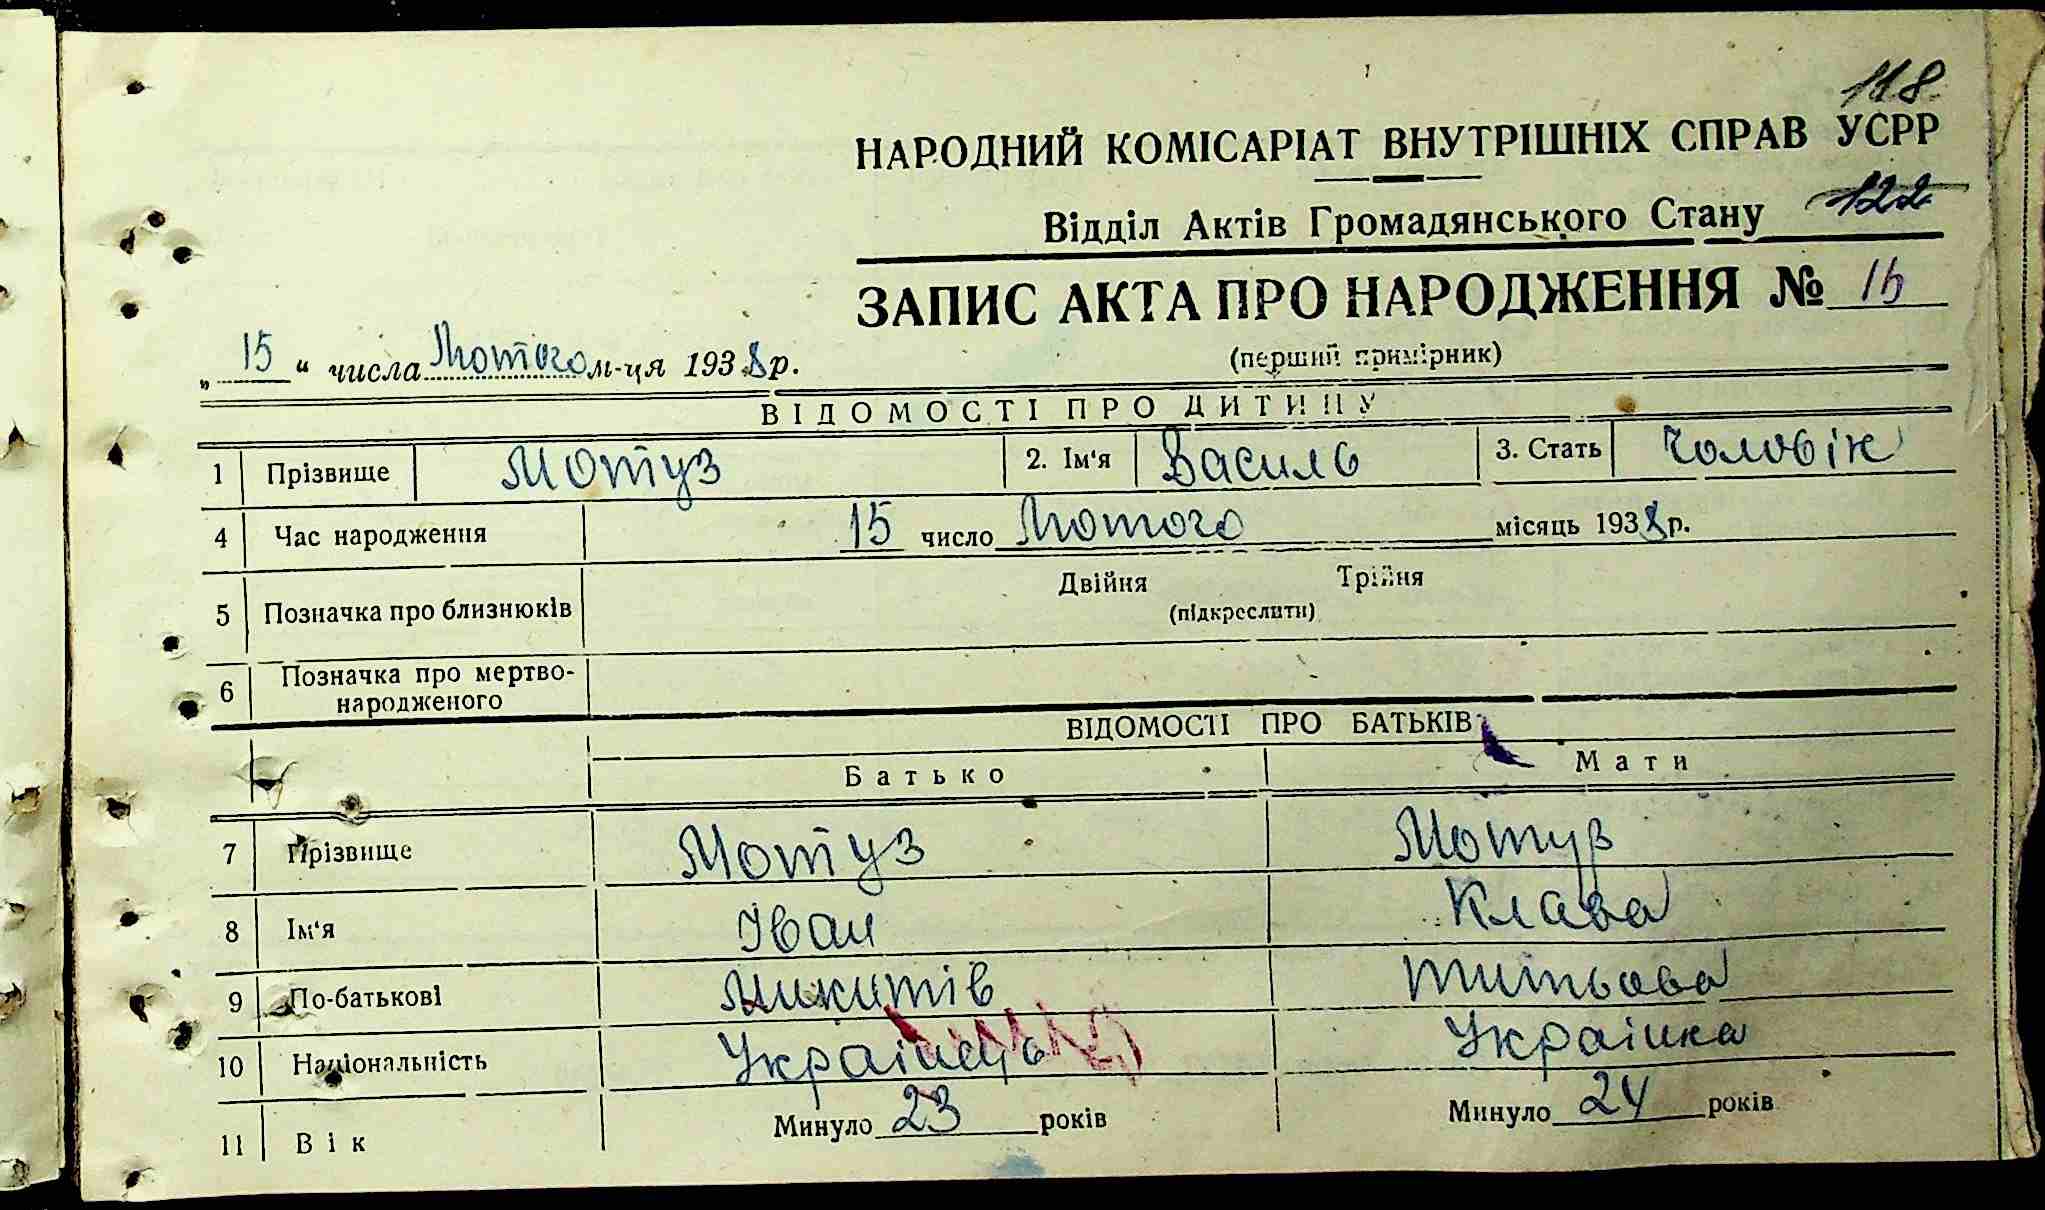 118.
НАРОДНИЙ КОМІСАРІАТ ВНУТРІШНІХ СПРАВ УСРР
Відділ Актів Громадянського Стану 122
ЗАПИС АКТА ПРО НАРОДЖЕННЯ № 15
(перший примірник)
„ 15 “ числа Лютого м-ця 1938 р.
ВІДОМОСТІ ПРО ДИТИНУ
1 Прізвище Мотуз 2. Ім'я Василь 3. Стать Чоловік
4 Час народження 15 число Лютого місяць 1938 р.
5 Позначка про близнюків Двійня Трійня
(підкреслити)
6 Позначка про мертво-
народженого
ВІДОМОСТІ ПРО БАТЬКІВ
Батько Мати
7 Прізвище Мотуз Мотуз
8 Ім'я Іван Клава
9 По-батькові Микитів Титьова
10 Національність Українець Українка
11 Вік Минуло 23 років Минуло 24 років